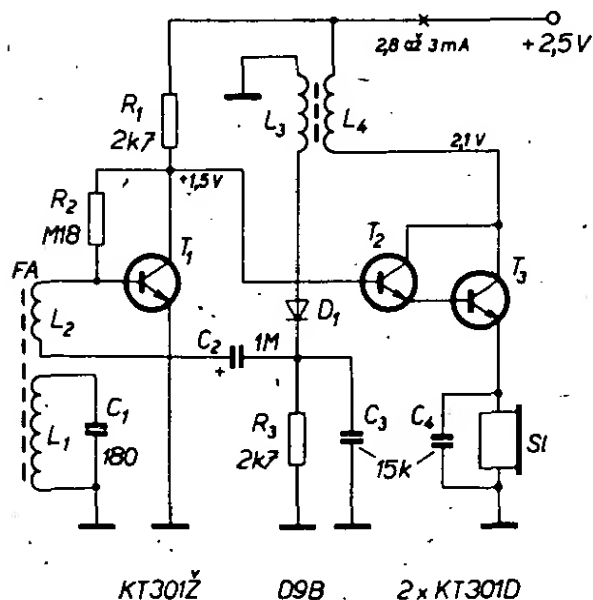 2,8 až 3mA
+2,5V
R1
2k7
L3
L4
2,1V
+1,5V
R2
M18
T1
T2
T3
FA
L2
D1
C2
1M
+
L1
C1
180
R3
2k7
C3
C4
15k
Sl
KT301Ž
D9B
2 x KT301D